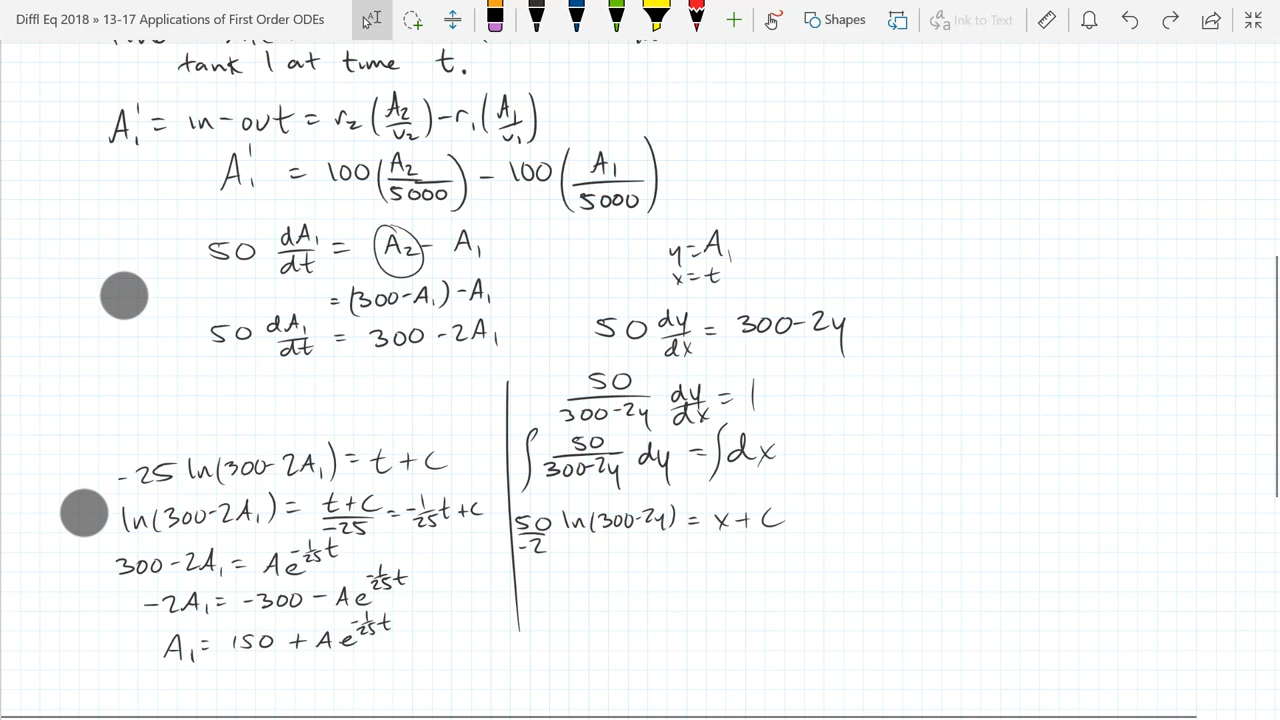 Diffl Eq 2018 » 13-17 Applications of First Order ODEs
Shapes
Ink to Text
tank 1 at time t.
A₁' = in-out = r₂(A₂/v₂) - r₁(A₁/v₁)
A₁' = 100(A₂/5000) - 100(A₁/5000)
50 dA₁/dt = A₂ - A₁
= (300-A₁) - A₁
50 dA₁/dt = 300 - 2A₁
-25 ln(300-2A₁) = t + C
ln(300-2A₁) = (t+C)/-25 = -1/25 t + C
300 - 2A₁ = Ae^(-1/25 t)
-2A₁ = -300 - Ae^(-1/25 t)
A₁ = 150 + Ae^(-1/25 t)
y = A₁
x = t
50 dy/dx = 300 - 2y
50/(300-2y) dy/dx = 1
∫ 50/(300-2y) dy = ∫dx
50/-2 ln(300-2y) = x + C